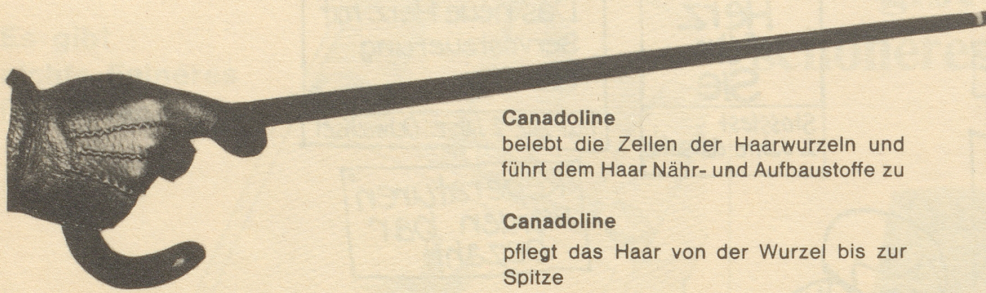 Canadoline
belebt die Zellen der Haarwurzeln und
führt dem Haar Nähr- und Aufbaustoffe zu
Canadoline
pflegt das Haar von der Wurzel bis zur
Spitze